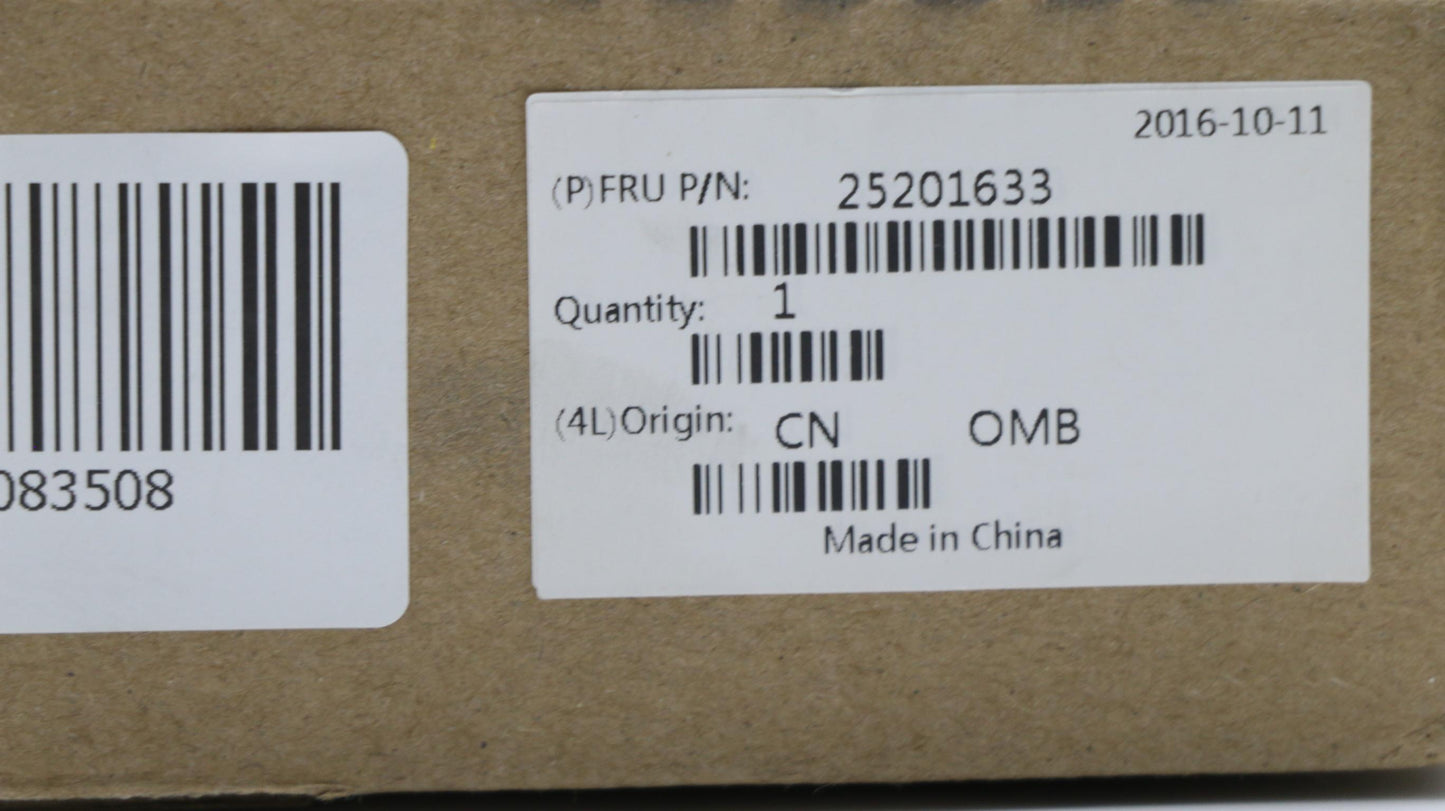 2016-10-11
(P)FRU P/N: 25201633
Quantity: 1
(4L)Origin: CN OMB
Made in China
083508